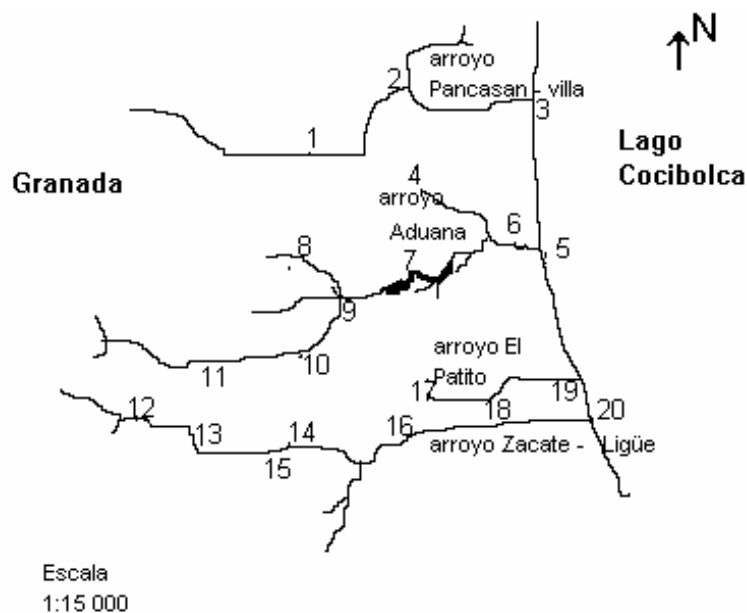 N
arroyo
Pancasan - villa
2
3
1
Lago
Cocibolca
Granada
4
arroyo
6
Aduana
5
8
7
9
arroyo El
Patito
10
11
17
19
18
20
12
16
13
14
arroyo Zacate - Ligüe
15
Escala
1:15 000